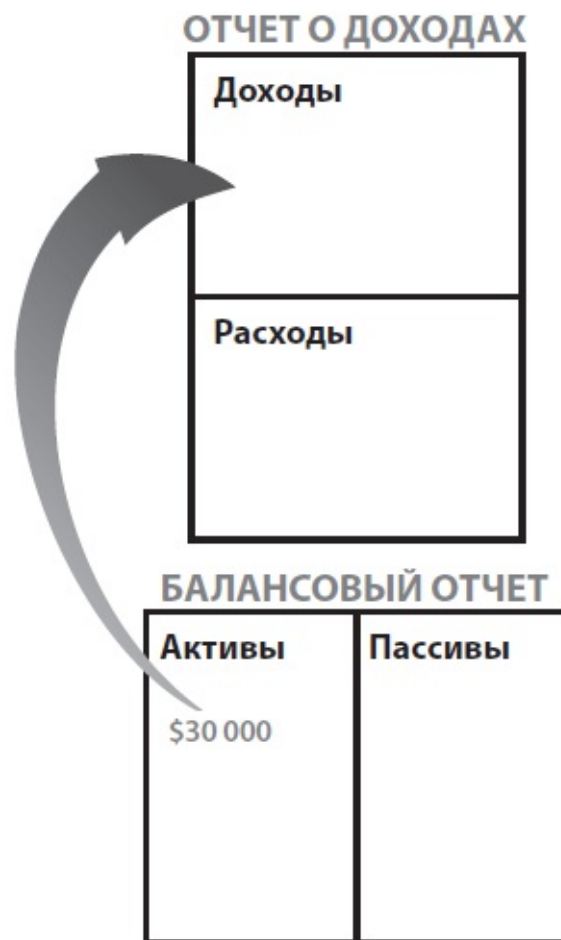 ОТЧЕТ О ДОХОДАХ
Доходы
Расходы
БАЛАНСОВЫЙ ОТЧЕТ
Активы
Пассивы
$30 000